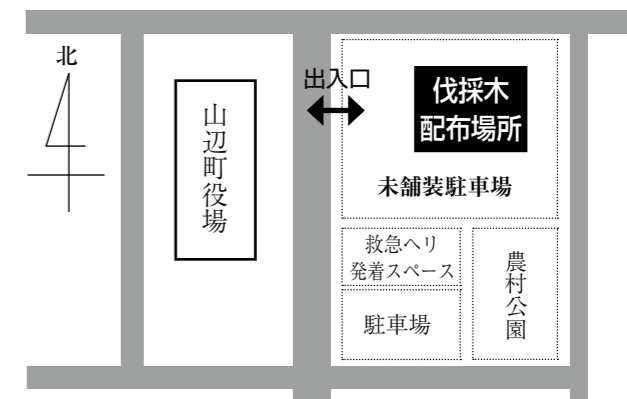 北
山辺町役場
出入口
伐採木
配布場所
未舗装駐車場
救急ヘリ
発着スペース
駐車場
農村公園